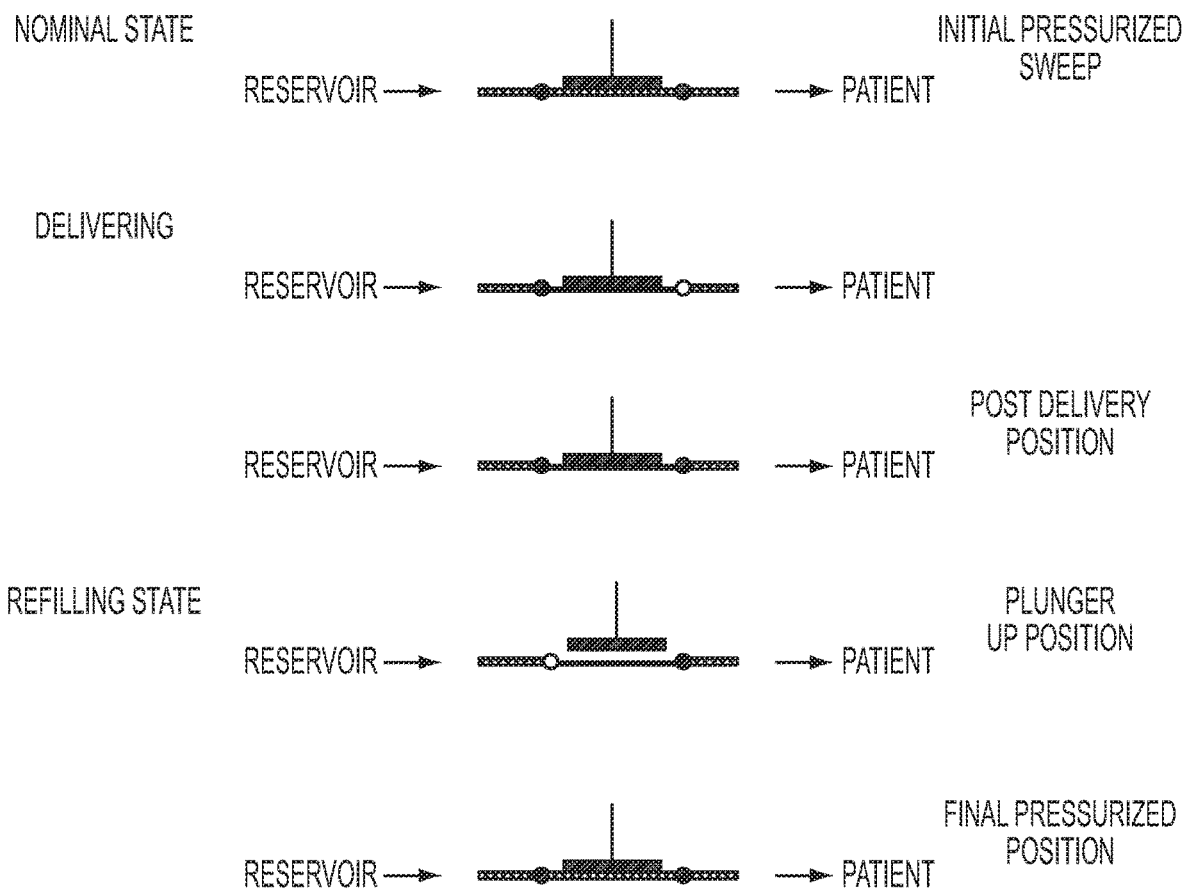 NOMINAL STATE
INITIAL PRESSURIZED
SWEEP
RESERVOIR
PATIENT
DELIVERING
RESERVOIR
PATIENT
POST DELIVERY
POSITION
RESERVOIR
PATIENT
REFILLING STATE
PLUNGER
UP POSITION
RESERVOIR
PATIENT
FINAL PRESSURIZED
POSITION
RESERVOIR
PATIENT